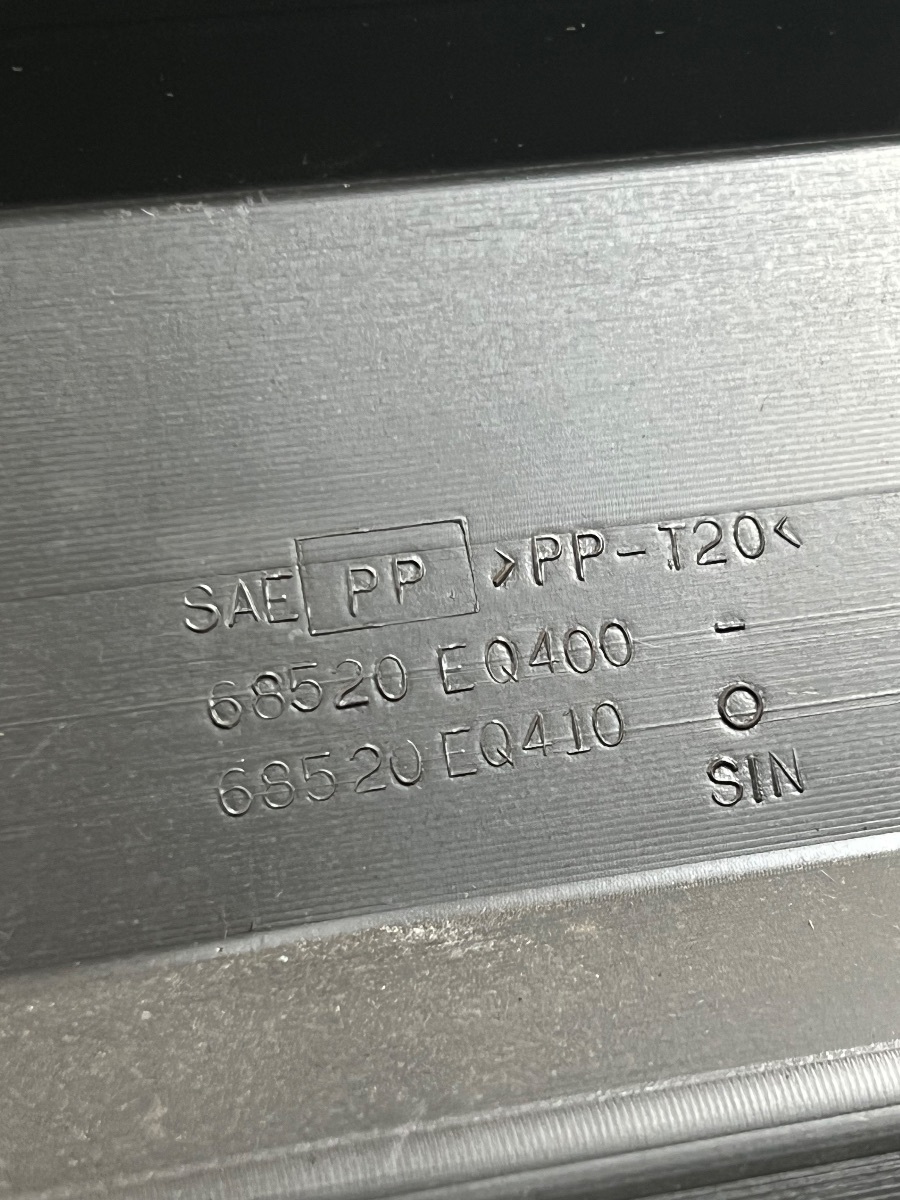 SAE PP >PP-T20<
68520 EQ400 -
68520 EQ410 O
SIN